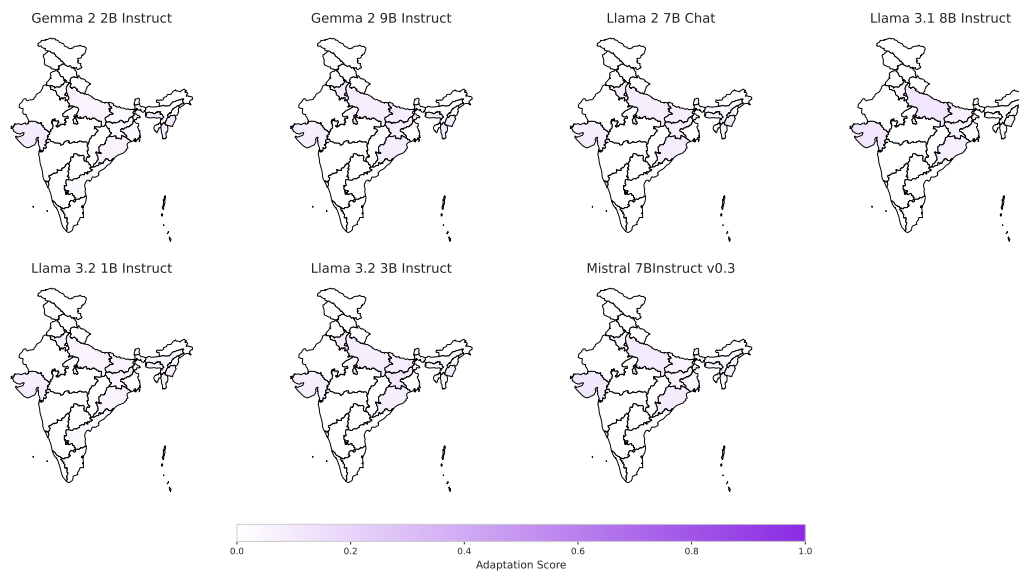 Gemma 2 2B Instruct
Gemma 2 9B Instruct
Llama 2 7B Chat
Llama 3.1 8B Instruct
Llama 3.2 1B Instruct
Llama 3.2 3B Instruct
Mistral 7BInstruct v0.3
0.0
0.2
0.4
0.6
0.8
1.0
Adaptation Score